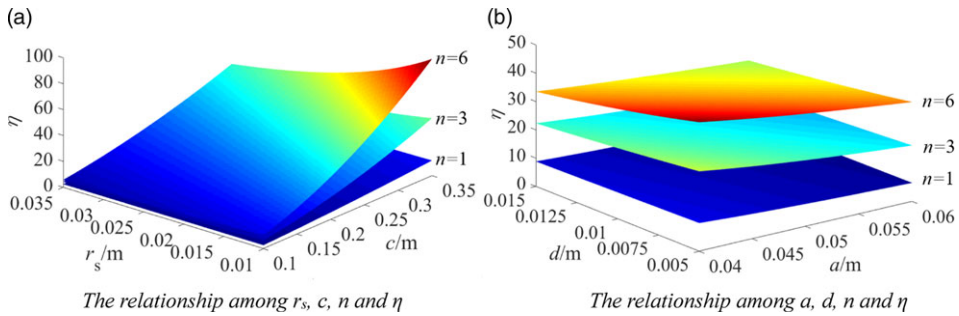 (a)
100
80
60
40
20
0
η
n=6
n=3
n=1
0.035
0.03
0.025
0.02
0.015
0.01
rs/m
0.1
0.15
0.2
0.25
0.3
0.35
c/m
The relationship among rs, c, n and η
(b)
50
40
30
20
10
0
η
n=6
n=3
n=1
0.015
0.0125
0.01
0.0075
0.005
d/m
0.04
0.045
0.05
0.055
0.06
a/m
The relationship among a, d, n and η